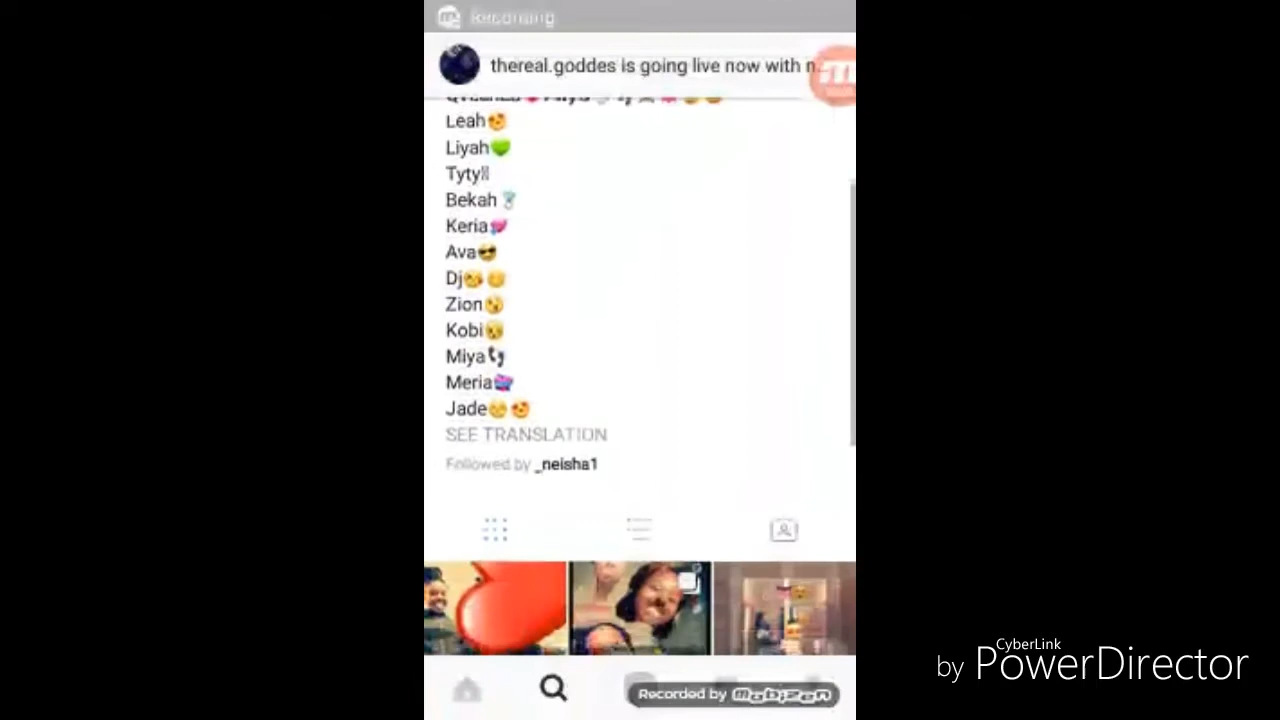 Recording
thereal.goddes is going live now with n...
Leah😍
Liyah💚
Tyty
Bekah
Keria💘
Ava😎
Dj
Zion😘
Kobi
Miya👣
Meria
Jade
SEE TRANSLATION
Followed by _neisha1
Recorded by mobizen
CyberLink
by PowerDirector